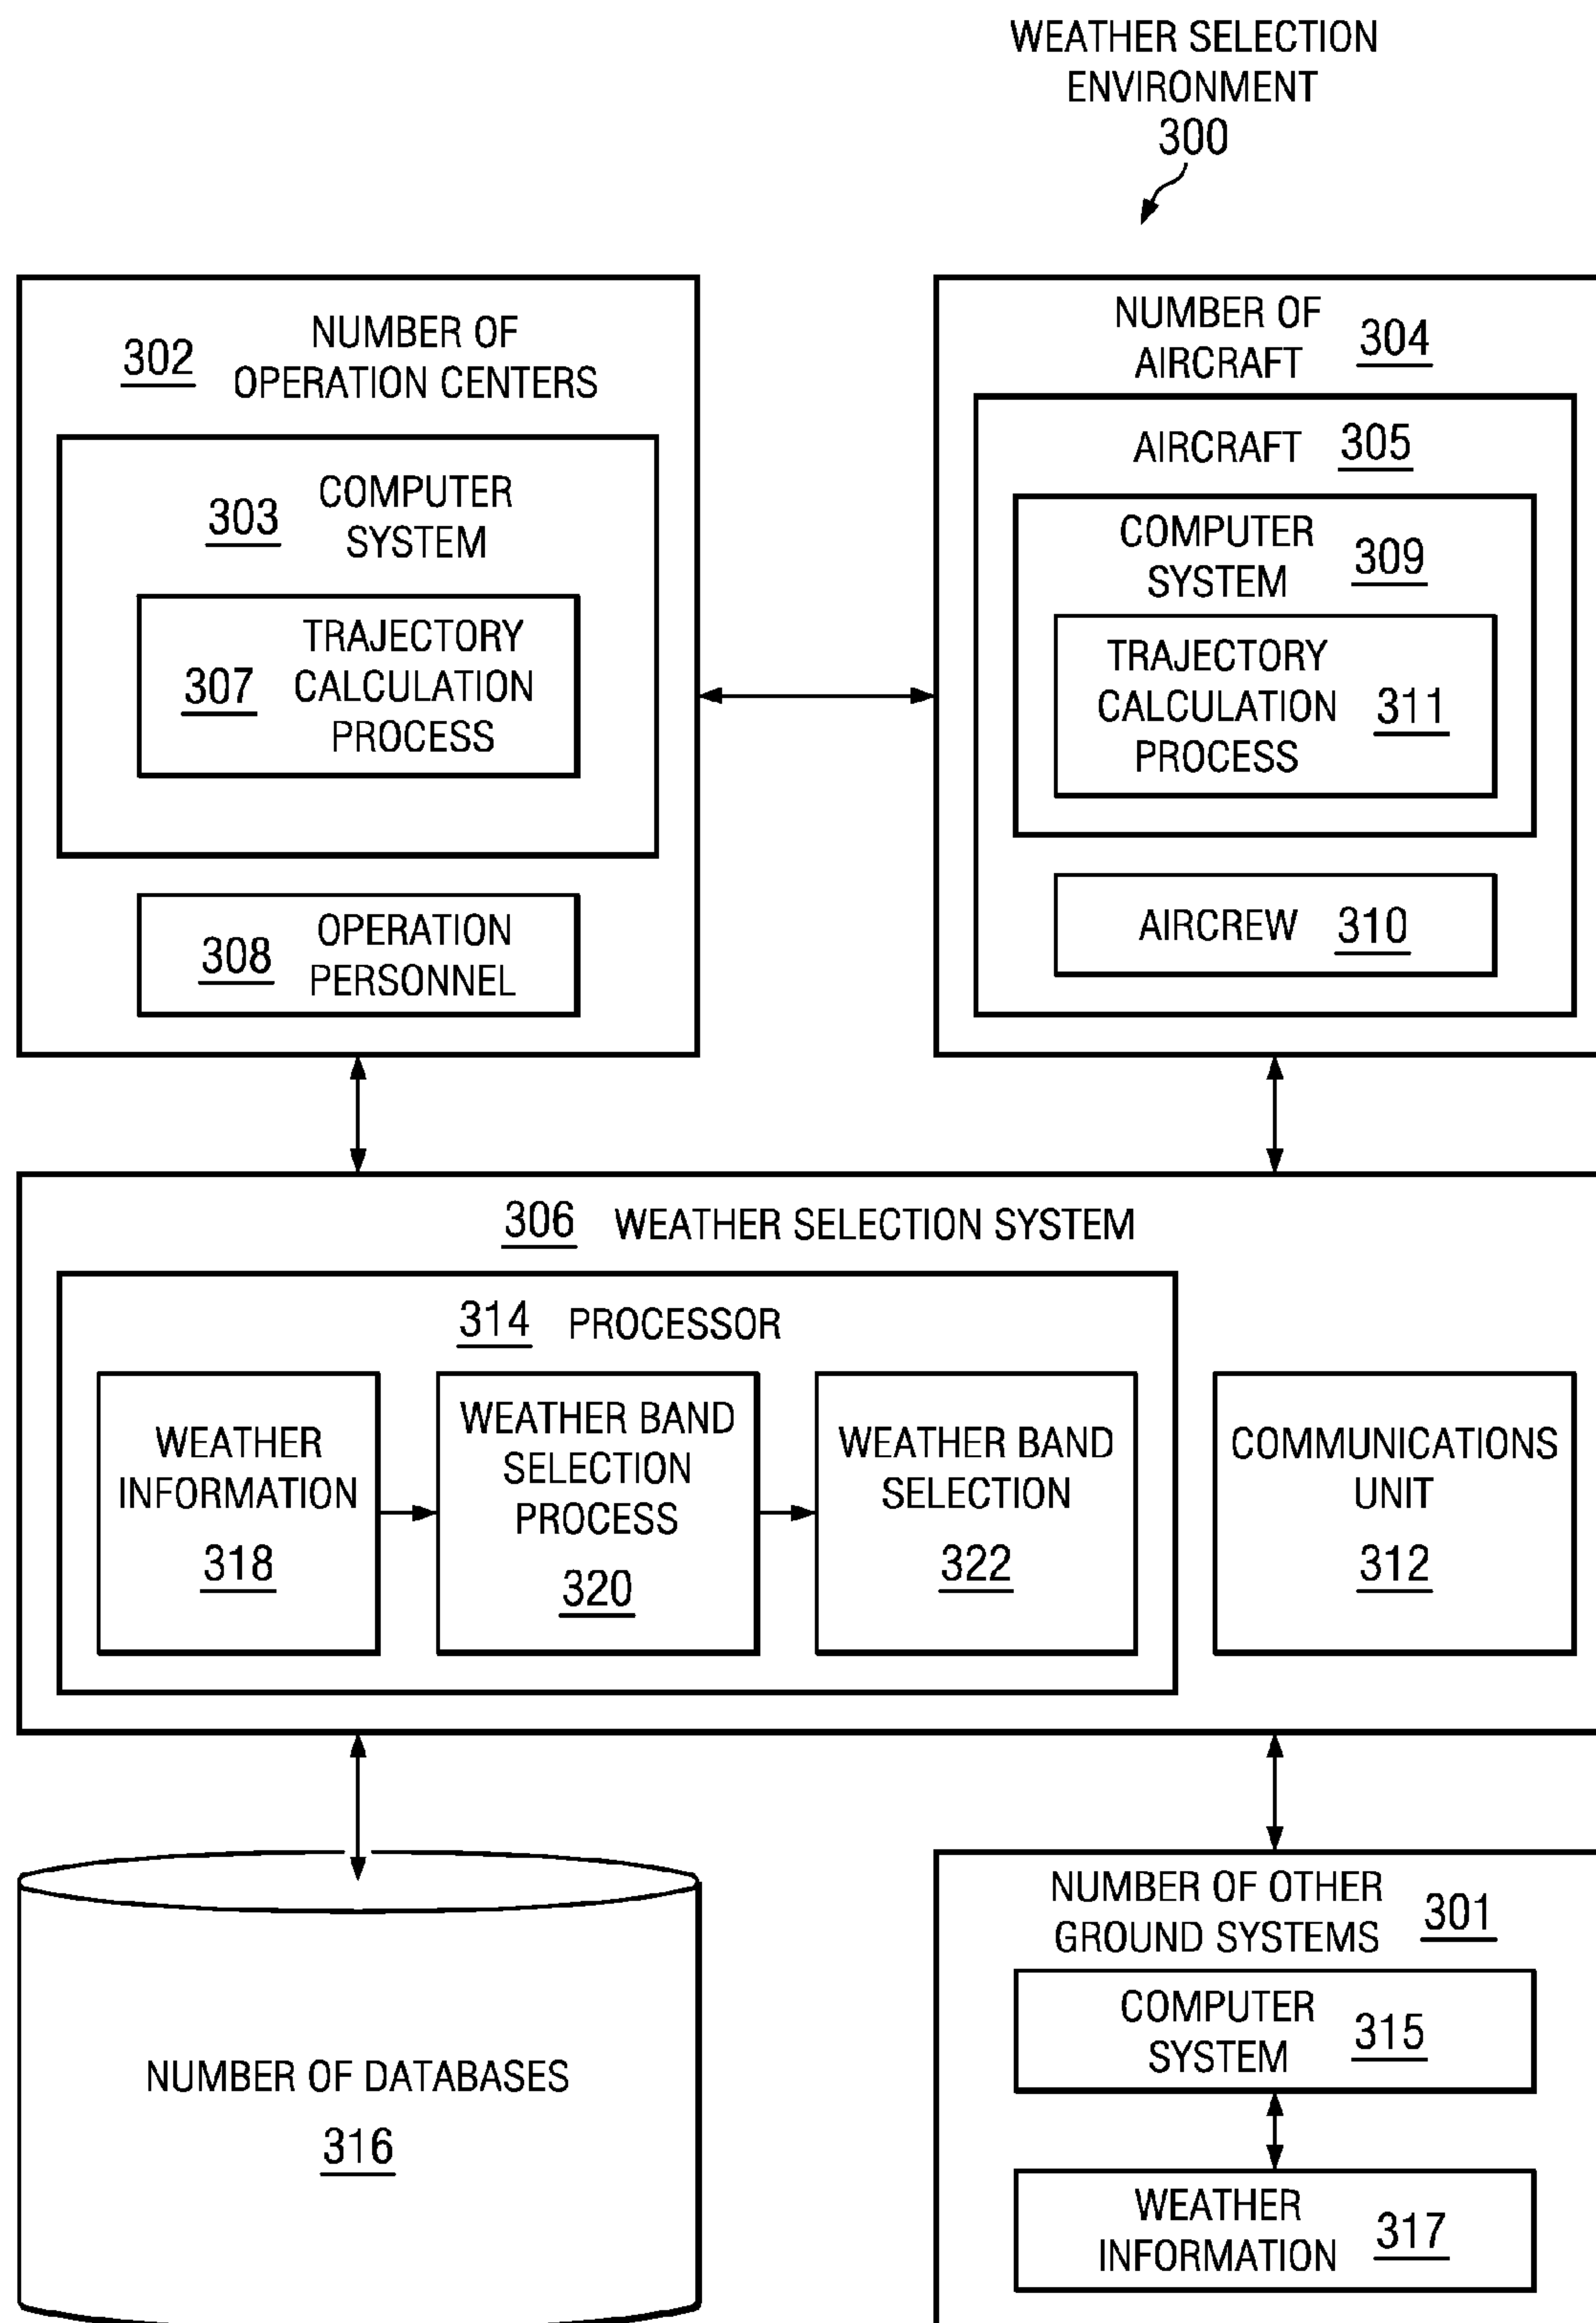 WEATHER SELECTION
ENVIRONMENT
300
NUMBER OF
OPERATION CENTERS
302
COMPUTER
SYSTEM
303
TRAJECTORY
CALCULATION
PROCESS
307
OPERATION
PERSONNEL
308
NUMBER OF
AIRCRAFT
304
AIRCRAFT 305
COMPUTER
SYSTEM
309
TRAJECTORY
CALCULATION
PROCESS
311
AIRCREW 310
306 WEATHER SELECTION SYSTEM
314 PROCESSOR
WEATHER
INFORMATION
318
WEATHER BAND
SELECTION
PROCESS
320
WEATHER BAND
SELECTION
322
COMMUNICATIONS
UNIT
312
NUMBER OF DATABASES
316
NUMBER OF OTHER
GROUND SYSTEMS
301
COMPUTER
SYSTEM
315
WEATHER
INFORMATION
317